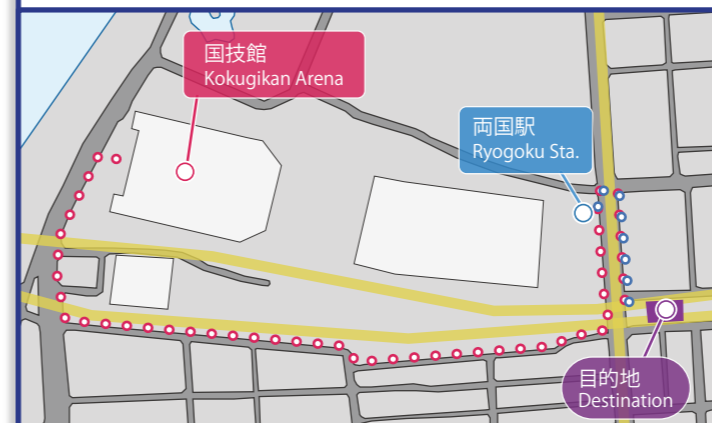 国技館
Kokugikan Arena
両国駅
Ryogoku Sta.
目的地
Destination